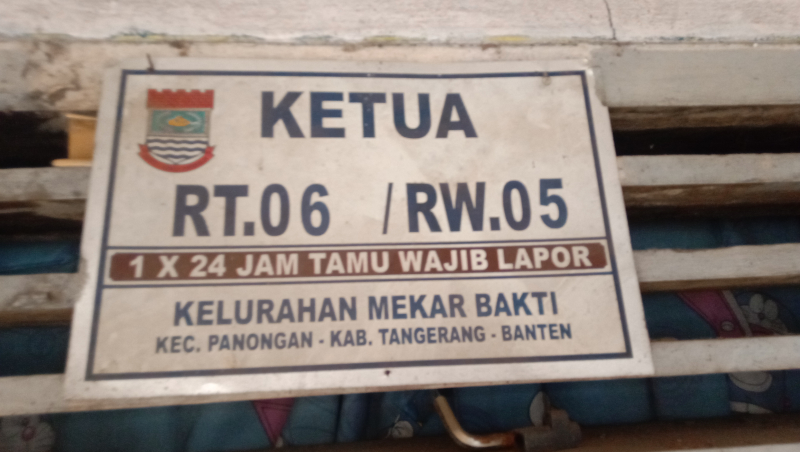 KETUA
RT.06 / RW.05
1 X 24 JAM TAMU WAJIB LAPOR
KELURAHAN MEKAR BAKTI
KEC. PANONGAN - KAB. TANGERANG - BANTEN